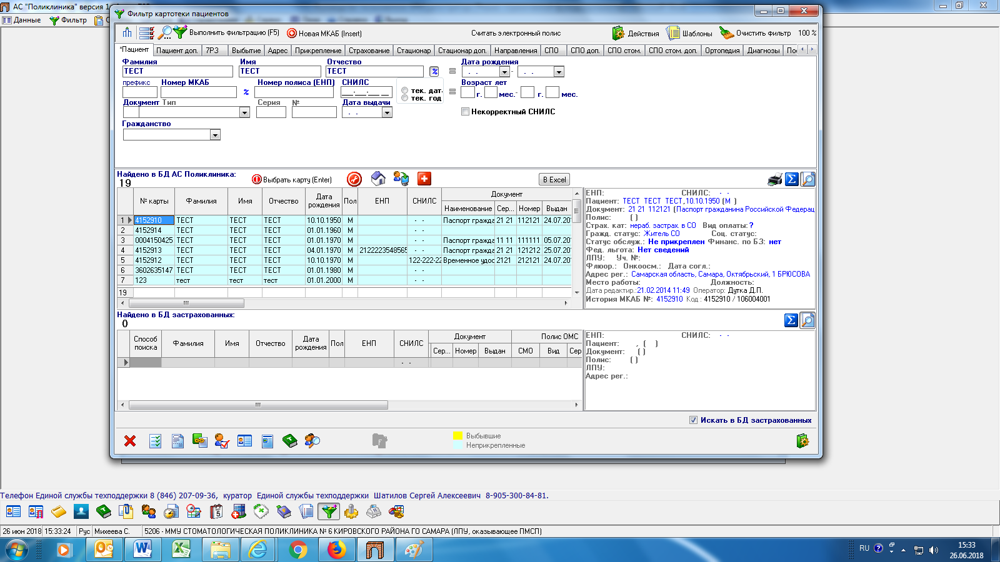 АС "Поликлиника" версия 1
Фильтр картотеки пациентов
Данные Фильтр С
Выполнить фильтрацию (F5) Новая МКАБ (Insert) Считать электронный полис Действия Шаблоны Очистить фильтр 100 %
*Пациент Пациент доп. 7РЗ Выбытие Адрес Прикрепление Страхование Стационар Стационар доп. Направления СПО СПО доп. СПО стом. СПО стом. доп. Ортопедия Диагнозы По
Фамилия Имя Отчество Дата рождения
ТЕСТ ТЕСТ ТЕСТ % = - - - - -
префикс Номер МКАБ Номер полиса (ЕНП) СНИЛС Возраст лет
% ___-___-___ __ тек. дат. = г. мес.- г. мес.
тек. год
Документ Тип Серия № Дата выдачи
- - Некорректный СНИЛС
Гражданство
Найдено в БД АС Поликлиника:
19 Выбрать карту (Enter) В Excel
№ карты Фамилия Имя Отчество Дата рождения Пол ЕНП СНИЛС Документ
Наименование Сер... Номер Выдан
1 4152910 ТЕСТ ТЕСТ ТЕСТ 10.10.1950 М - - Паспорт гражда 21 21 112121 24.07.201
2 4152914 ТЕСТ ТЕСТ ТЕСТ 01.01.1960 М - -
3 0004150425 ТЕСТ ТЕСТ ТЕСТ 01.01.1970 М - - Паспорт гражда 11 11 111111 05.07.201
4 4152913 ТЕСТ ТЕСТ ТЕСТ 04.01.1970 М 2122223548565 - - Паспорт гражда 21 21 121212 25.07.201
5 4152912 ТЕСТ ТЕСТ ТЕСТ 10.10.1970 М 122-222-22 Временное удос 2121 212121 24.07.201
6 3602635147 ТЕСТ ТЕСТ ТЕСТ 01.01.1980 М - -
7 123 тест тест тест 01.01.2000 М - -
19
ЕНП: СНИЛС: - -
Пациент: ТЕСТ ТЕСТ ТЕСТ,10.10.1950 (М )
Документ: 21 21 112121 (Паспорт гражданина Российской Федерац
Полис: ( )
Страх. кат: нераб. застрах. в СО Вид оплаты: ?
Гражд. статус: Житель СО Соц. статус:
Статус обслуж.: Не прикреплен Финанс. по БЗ: нет
Фед. льгота: Нет сведений
ЛПУ: Уч. №:
Флюор.: Онкоосм.: Дата согл.:
Адрес рег.: Самарская область, Самара, Октябрьский, 1 БРЮСОВА
Место работы: Должность:
Дата редактир.:21.02.2014 11:49 Оператор: Дутка Д.П.
История МКАБ №: 4152910 Код : 4152910 / 106004001
Найдено в БД застрахованных:
0
Способ поиска Фамилия Имя Отчество Дата рождения Пол ЕНП СНИЛС Документ Полис ОМС
Сер... Номер Выдан СМО Вид Сер
- -
ЕНП: СНИЛС: - -
Пациент: , ( )
Документ: ( )
Полис: ( )
ЛПУ:
Адрес рег.:
Искать в БД застрахованных
Выбывшие
Неприкрепленные
Телефон Единой службы техподдержки 8 (846) 207-09-36, куратор Единой службы техподдержки Шатилов Сергей Алексеевич 8-905-300-84-81.
26 июн 2018 15:33:24 Рус Михеева С. 5206 - ММУ СТОМАТОЛОГИЧЕСКАЯ ПОЛИКЛИНИКА № 6 КИРОВСКОГО РАЙОНА ГО САМАРА (ЛПУ, оказывающее ПМСП)
RU 15:33
26.06.2018